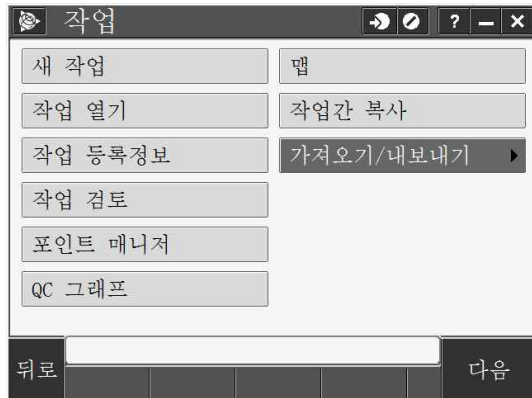 작업
?
새 작업
맵
작업 열기
작업간 복사
작업 등록정보
가져오기/내보내기
작업 검토
포인트 매니저
QC 그래프
뒤로
다음